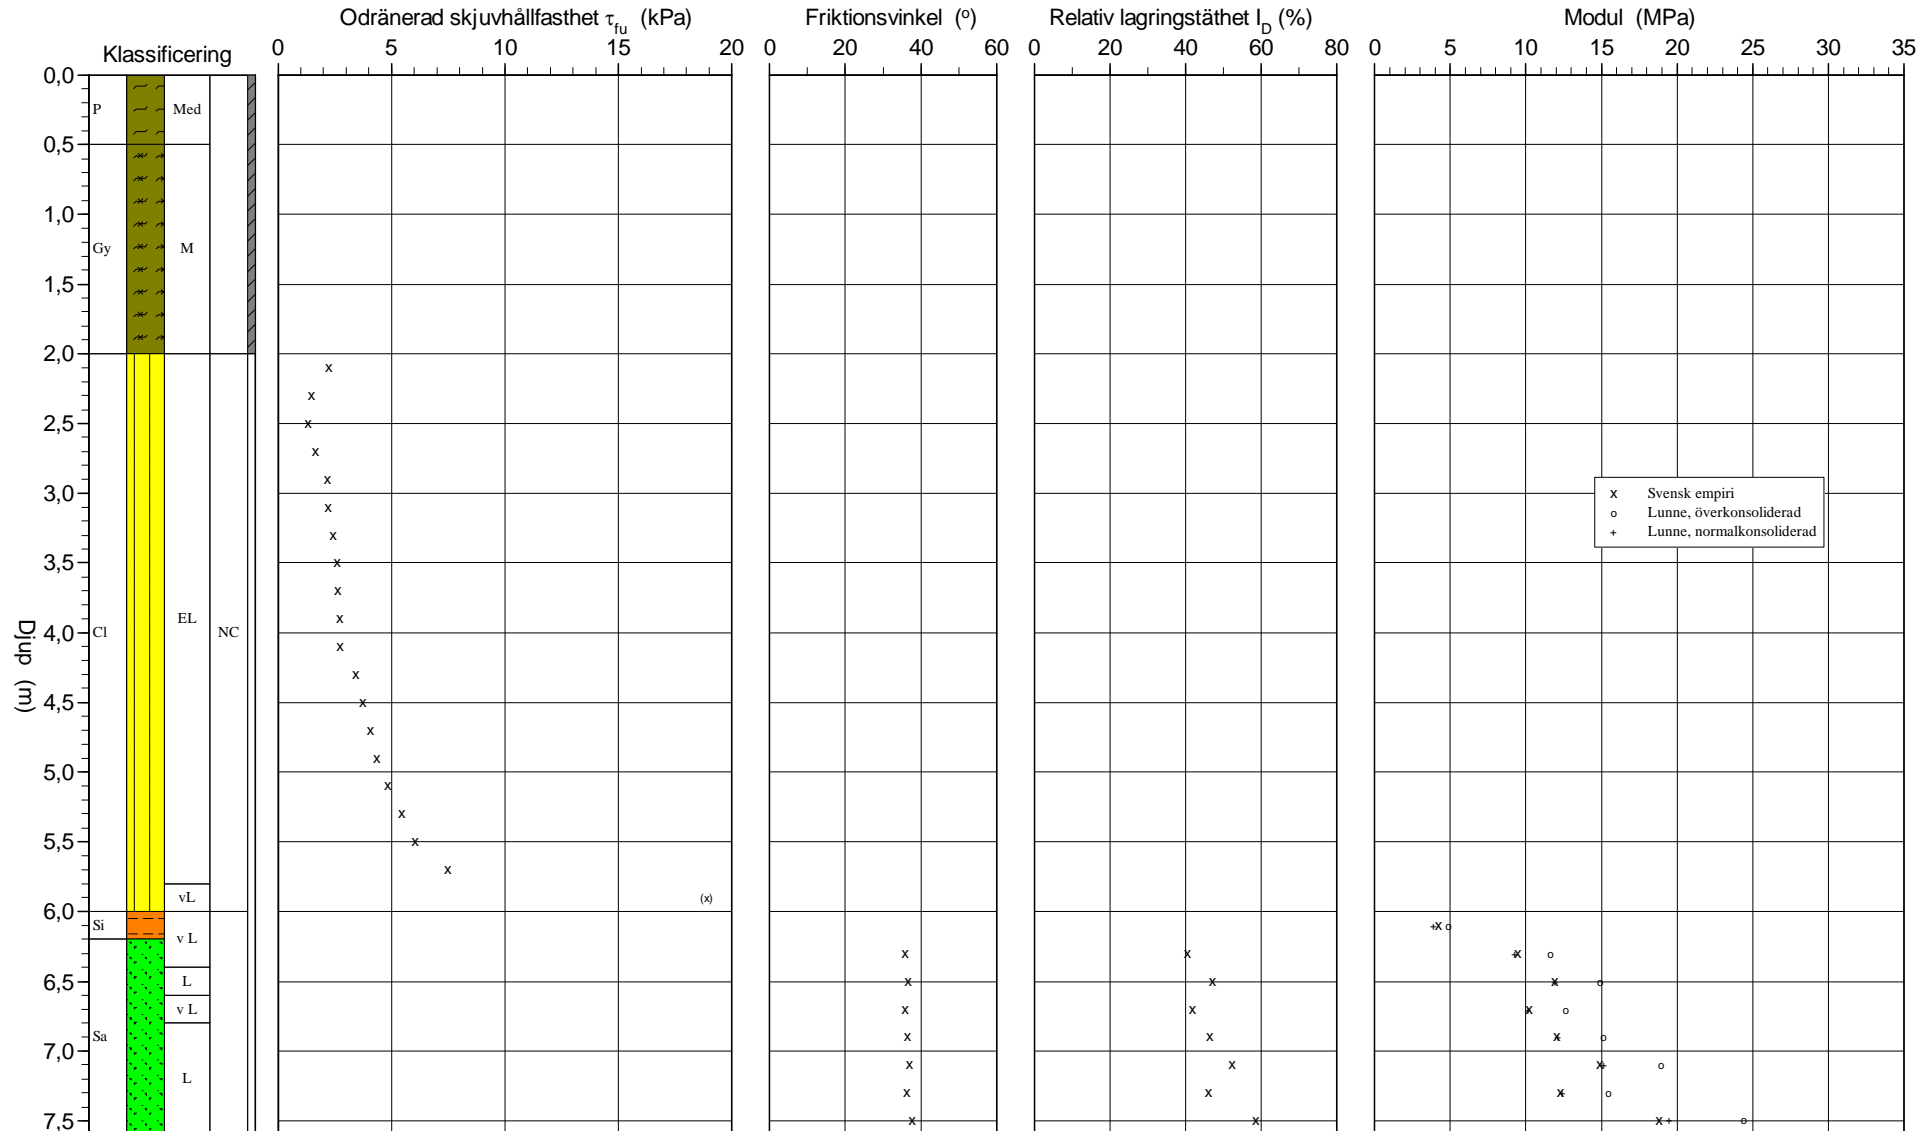 Klassificering
Odränerad skjuvhållfasthet τfu (kPa)
Friktionsvinkel (o)
Relativ lagringstäthet ID (%)
Modul (MPa)
0 5 10 15 20
0 20 40 60
0 20 40 60 80
0 5 10 15 20 25 30 35
Djup (m)
0,0
0,5
1,0
1,5
2,0
2,5
3,0
3,5
4,0
4,5
5,0
5,5
6,0
6,5
7,0
7,5
P Med
Gy M
Cl EL NC
vL
Si
v L
L
v L
Sa
L
(x)
x Svensk empiri
o Lunne, överkonsoliderad
+ Lunne, normalkonsoliderad